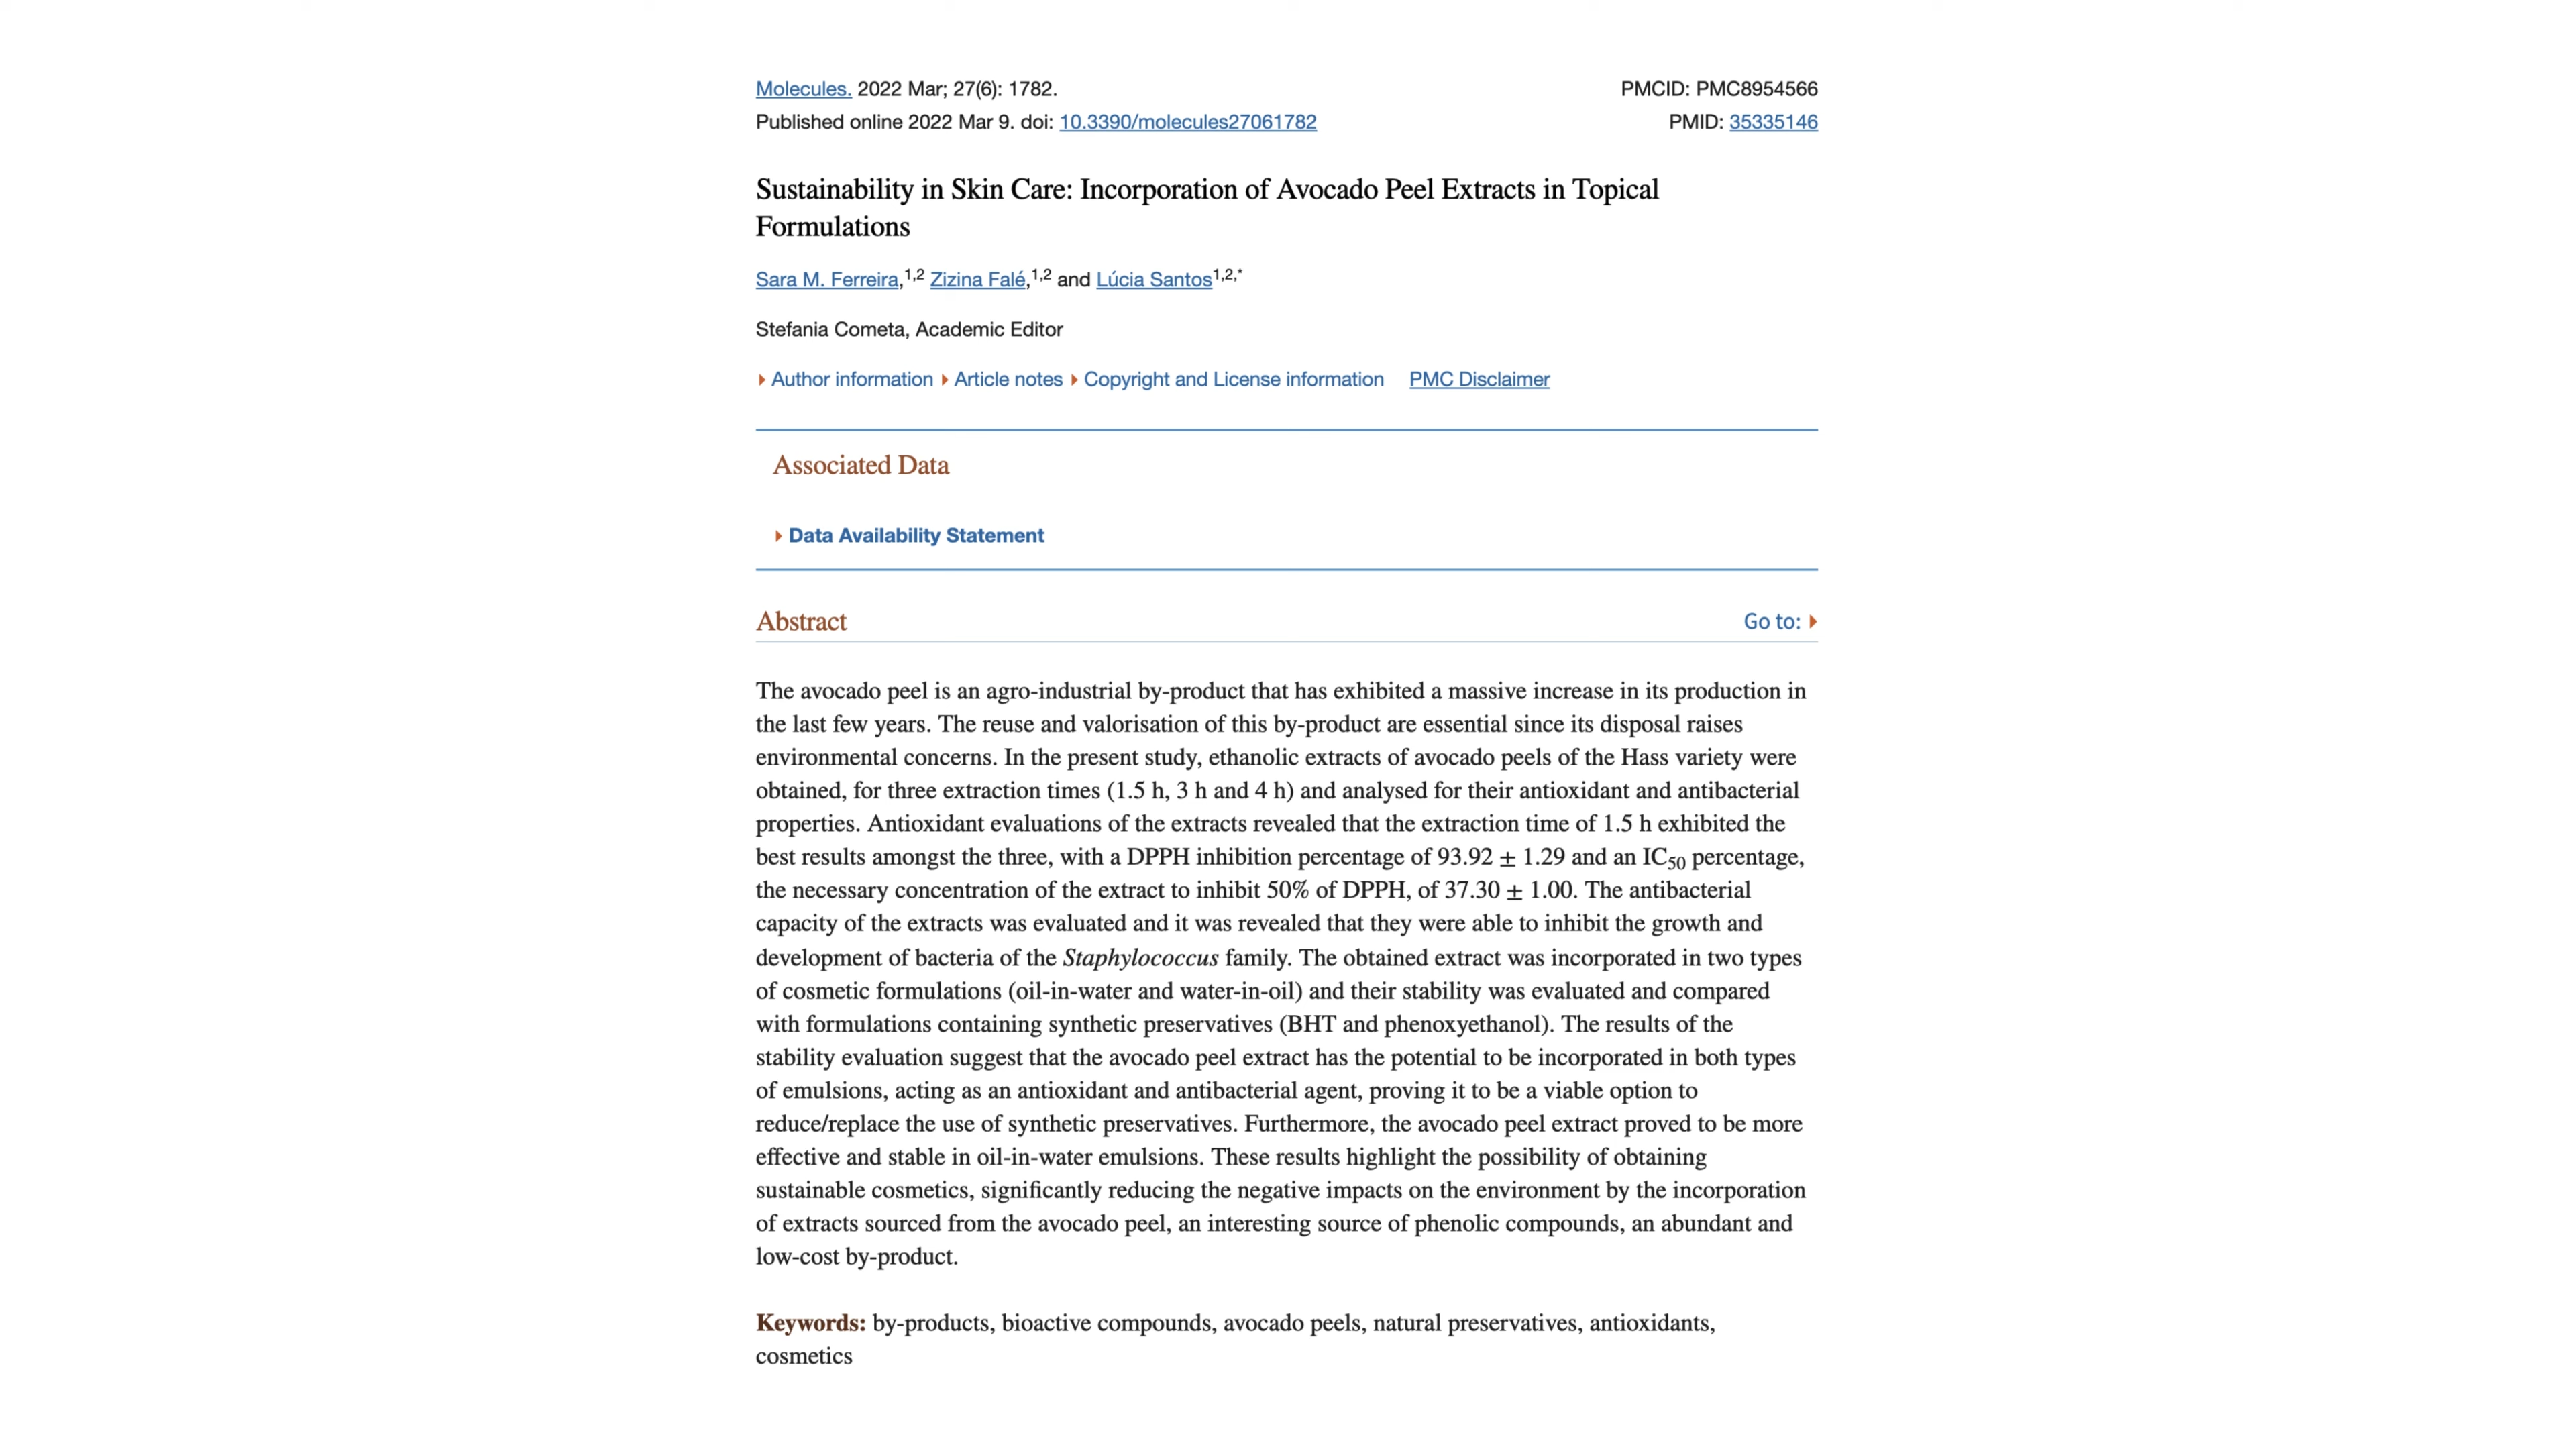 Molecules. 2022 Mar; 27(6): 1782.
PMCID: PMC8954566
Published online 2022 Mar 9. doi: 10.3390/molecules27061782
PMID: 35335146
Sustainability in Skin Care: Incorporation of Avocado Peel Extracts in Topical
Formulations
Sara M. Ferreira,1,2 Zizina Falé,1,2 and Lúcia Santos1,2,*
Stefania Cometa, Academic Editor
Author information Article notes Copyright and License information PMC Disclaimer
Associated Data
Data Availability Statement
Abstract
Go to:
The avocado peel is an agro-industrial by-product that has exhibited a massive increase in its production in
the last few years. The reuse and valorisation of this by-product are essential since its disposal raises
environmental concerns. In the present study, ethanolic extracts of avocado peels of the Hass variety were
obtained, for three extraction times (1.5 h, 3 h and 4 h) and analysed for their antioxidant and antibacterial
properties. Antioxidant evaluations of the extracts revealed that the extraction time of 1.5 h exhibited the
best results amongst the three, with a DPPH inhibition percentage of 93.92 ± 1.29 and an IC50 percentage,
the necessary concentration of the extract to inhibit 50% of DPPH, of 37.30 ± 1.00. The antibacterial
capacity of the extracts was evaluated and it was revealed that they were able to inhibit the growth and
development of bacteria of the Staphylococcus family. The obtained extract was incorporated in two types
of cosmetic formulations (oil-in-water and water-in-oil) and their stability was evaluated and compared
with formulations containing synthetic preservatives (BHT and phenoxyethanol). The results of the
stability evaluation suggest that the avocado peel extract has the potential to be incorporated in both types
of emulsions, acting as an antioxidant and antibacterial agent, proving it to be a viable option to
reduce/replace the use of synthetic preservatives. Furthermore, the avocado peel extract proved to be more
effective and stable in oil-in-water emulsions. These results highlight the possibility of obtaining
sustainable cosmetics, significantly reducing the negative impacts on the environment by the incorporation
of extracts sourced from the avocado peel, an interesting source of phenolic compounds, an abundant and
low-cost by-product.
Keywords: by-products, bioactive compounds, avocado peels, natural preservatives, antioxidants,
cosmetics